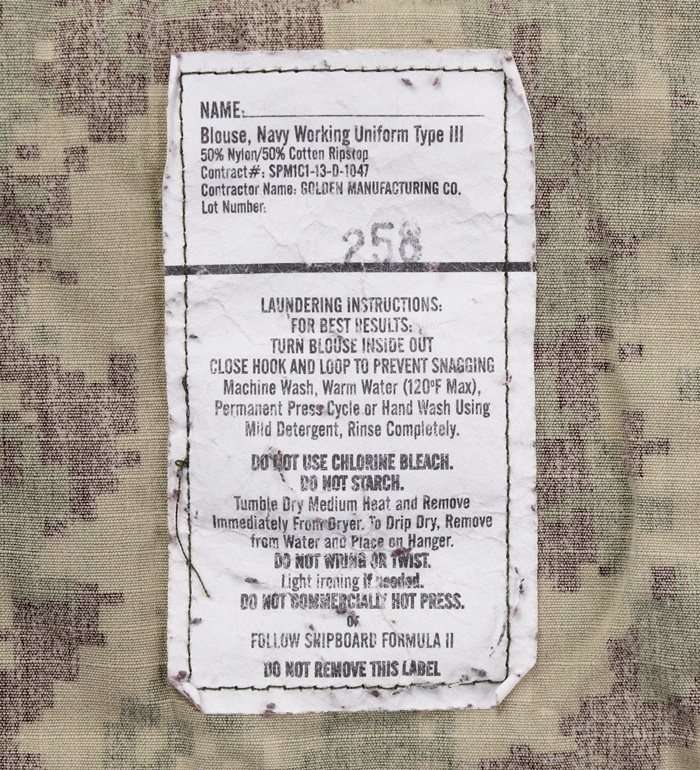 NAME:
Blouse, Navy Working Uniform Type III
50% Nylon/50% Cotton Ripstop
Contract#: SPM1C1-13-D-1047
Contractor Name: GOLDEN MANUFACTURING CO.
Lot Number:
258
LAUNDERING INSTRUCTIONS:
FOR BEST RESULTS:
TURN BLOUSE INSIDE OUT
CLOSE HOOK AND LOOP TO PREVENT SNAGGING
Machine Wash, Warm Water (120ºF Max),
Permanent Press Cycle or Hand Wash Using
Mild Detergent, Rinse Completely.
DO NOT USE CHLORINE BLEACH.
DO NOT STARCH.
Tumble Dry Medium Heat and Remove
Immediately From Dryer. To Drip Dry, Remove
from Water and Place on Hanger.
DO NOT WRING OR TWIST.
Light ironing if needed.
DO NOT COMMERCIALLY HOT PRESS.
or
FOLLOW SHIPBOARD FORMULA II
DO NOT REMOVE THIS LABEL